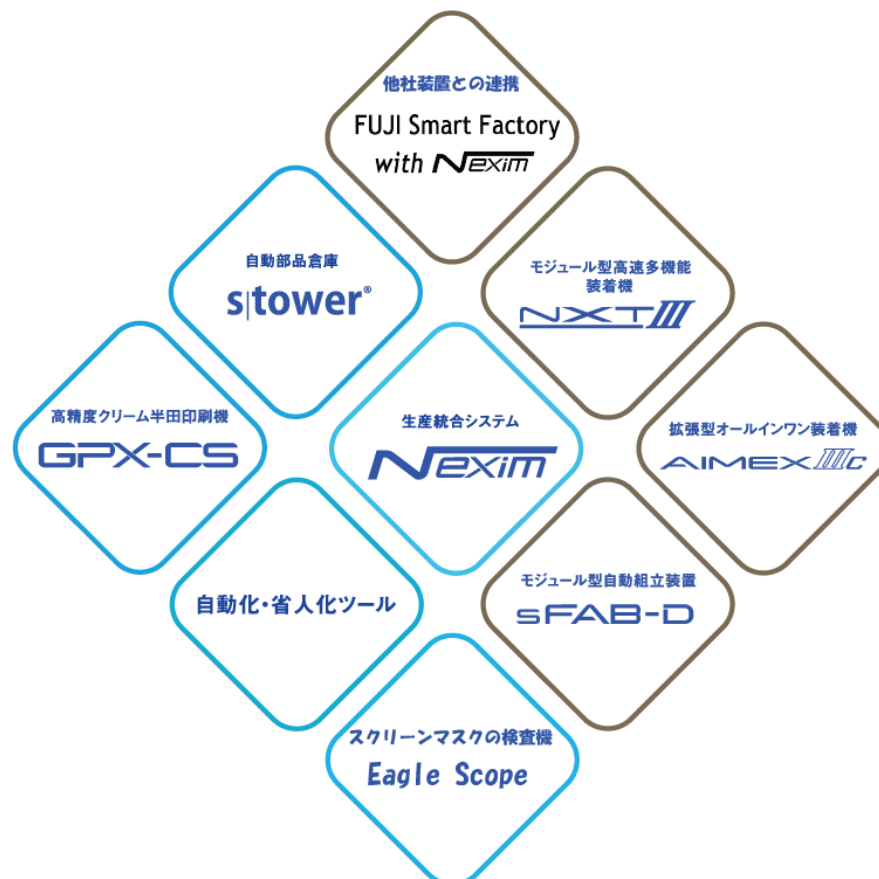 他社装置との連携
FUJI Smart Factory
with Nexim
自動部品倉庫
s|tower®
モジュール型高速多機能
装着機
NXTIII
高精度クリーム半田印刷機
GPX-CS
生産統合システム
Nexim
拡張型オールインワン装着機
AIMEXIIIc
自動化・省人化ツール
モジュール型自動組立装置
sFAB-D
スクリーンマスクの検査機
Eagle Scope